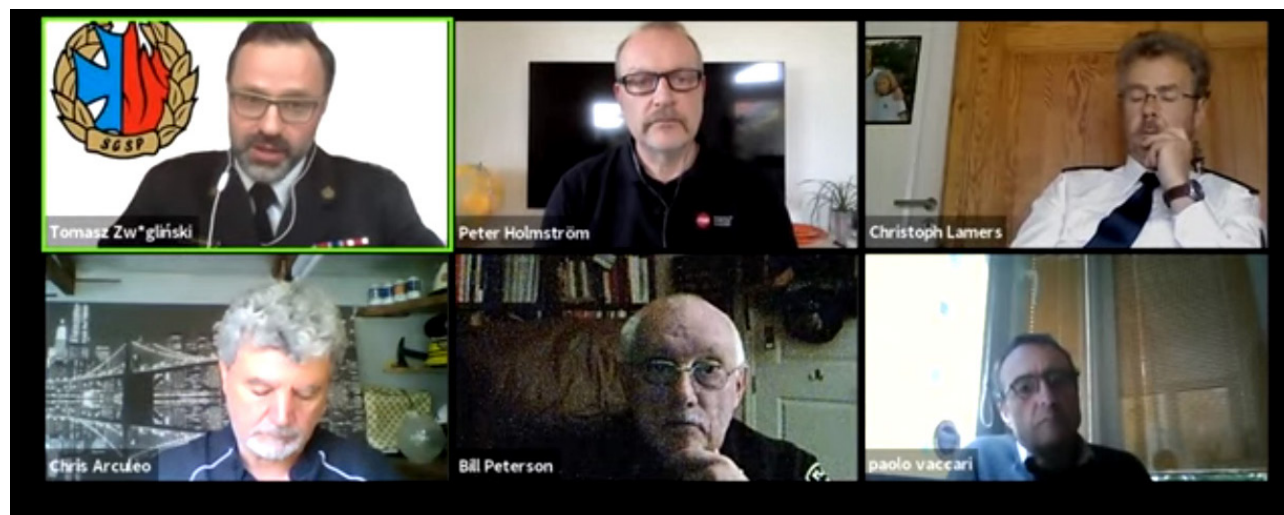 SGSP
Tomasz Zw*gliński
Peter Holmström
Christoph Lamers
Chris Arculeo
Bill Peterson
paolo vaccari